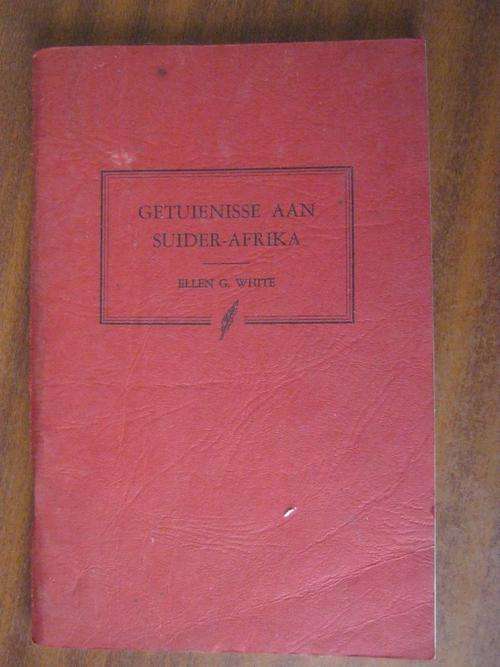 GETUIENISSE AAN
SUIDER-AFRIKA
ELLEN G. WHITE